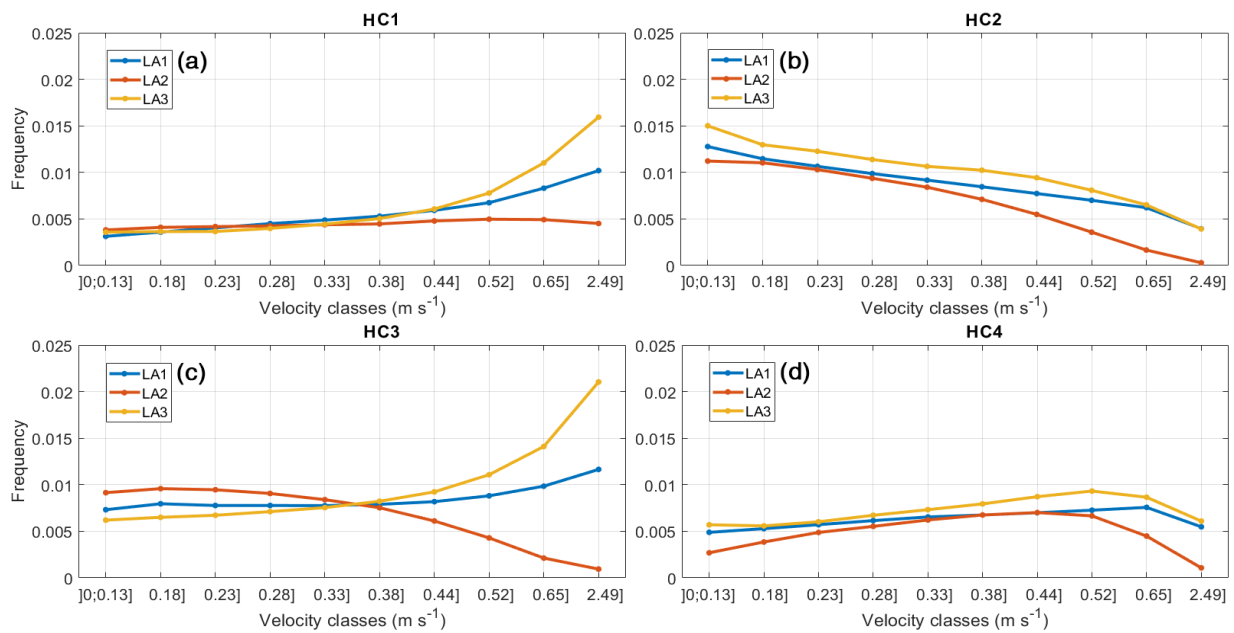 HC1
0.025
0.02
0.015
0.01
0.005
0
Frequency
LA1
LA2
LA3
(a)
]0;0.13] 0.18] 0.23] 0.28] 0.33] 0.38] 0.44] 0.52] 0.65] 2.49]
Velocity classes (m s⁻¹)
HC2
0.025
0.02
0.015
0.01
0.005
0
LA1
LA2
LA3
(b)
]0;0.13] 0.18] 0.23] 0.28] 0.33] 0.38] 0.44] 0.52] 0.65] 2.49]
Velocity classes (m s⁻¹)
HC3
0.025
0.02
0.015
0.01
0.005
0
Frequency
LA1
LA2
LA3
(c)
]0;0.13] 0.18] 0.23] 0.28] 0.33] 0.38] 0.44] 0.52] 0.65] 2.49]
Velocity classes (m s⁻¹)
HC4
0.025
0.02
0.015
0.01
0.005
0
LA1
LA2
LA3
(d)
]0;0.13] 0.18] 0.23] 0.28] 0.33] 0.38] 0.44] 0.52] 0.65] 2.49]
Velocity classes (m s⁻¹)